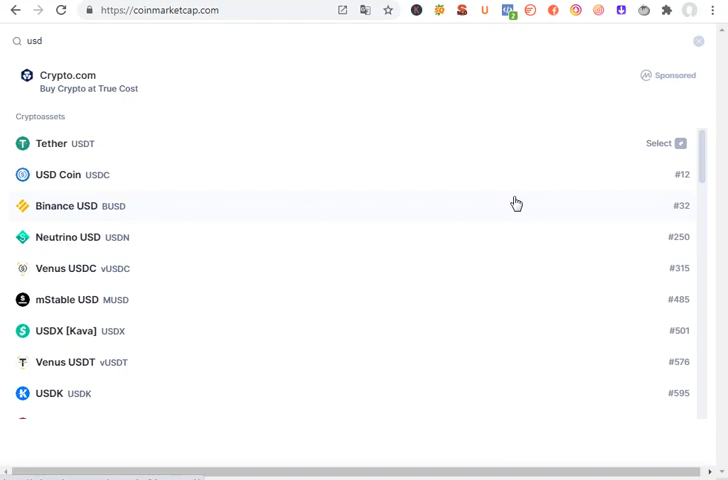 https://coinmarketcap.com
2
usd
Crypto.com
Buy Crypto at True Cost
Sponsored
Cryptoassets
Tether USDT
Select
USD Coin USDC #12
Binance USD BUSD #32
Neutrino USD USDN #250
Venus USDC vUSDC #315
mStable USD MUSD #485
USDX [Kava] USDX #501
Venus USDT vUSDT #576
USDK USDK #595